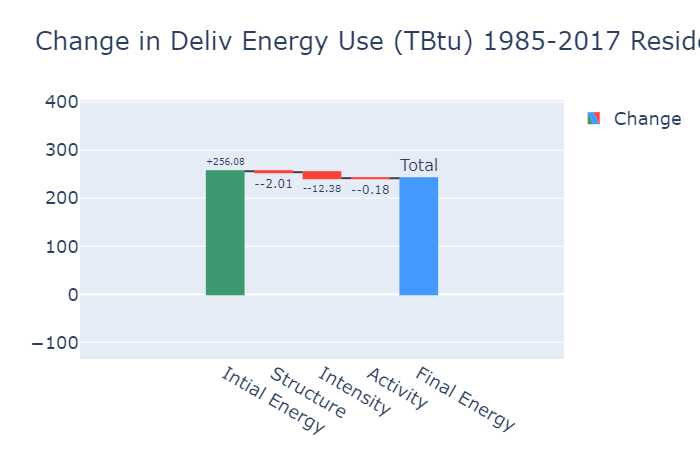 Change in Deliv Energy Use (TBtu) 1985-2017 Reside
400
300
200
100
0
−100
+256.08
--2.01
--12.38
--0.18
Total
Change
Intial Energy
Structure
Intensity
Activity
Final Energy